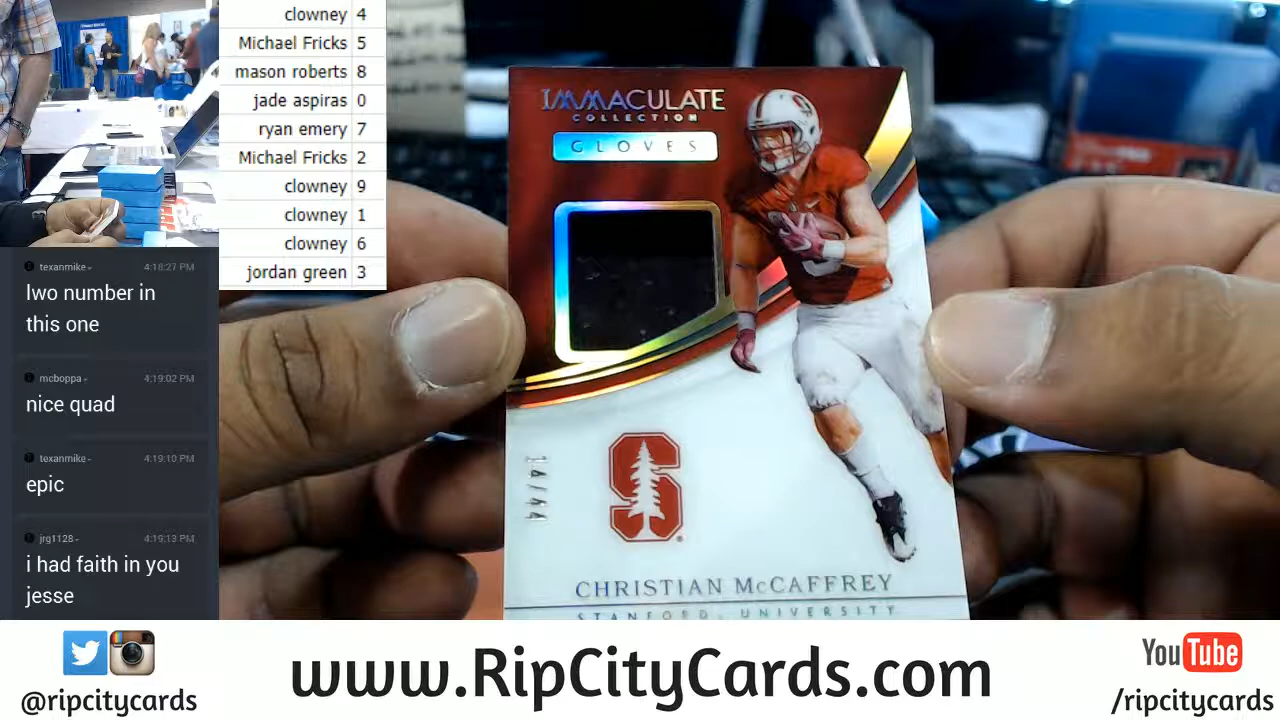 clowney 4
Michael Fricks 5
mason roberts 8
jade aspiras 0
ryan emery 7
Michael Fricks 2
clowney 9
clowney 1
clowney 6
jordan green 3
texanmike 4:18:27 PM
lwo number in
this one
mcboppa 4:19:02 PM
nice quad
texanmike 4:19:10 PM
epic
jrg1128 4:19:13 PM
i had faith in you
jesse
IMMACULATE
COLLECTION
GLOVES
S
CHRISTIAN McCAFFREY
STANFORD UNIVERSITY
@ripcitycards
www.RipCityCards.com
YouTube
/ripcitycards